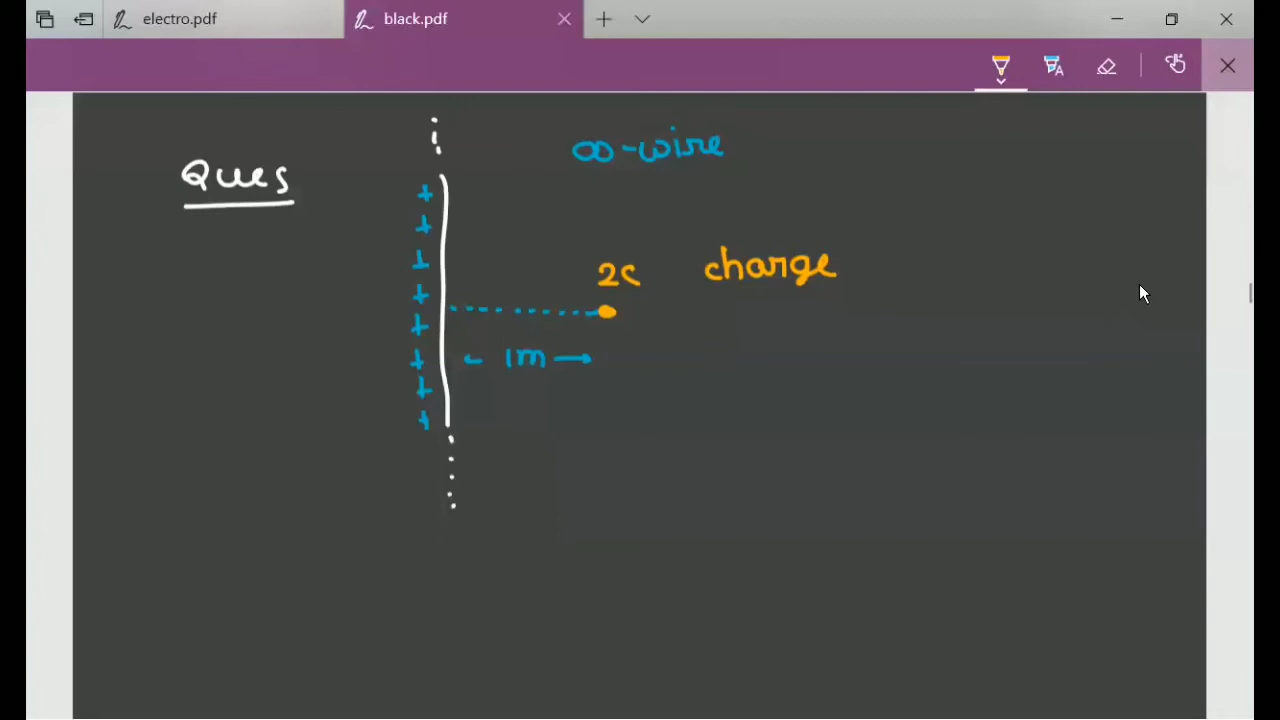 electro.pdf
black.pdf
∞-wire
Ques
2C charge
1m